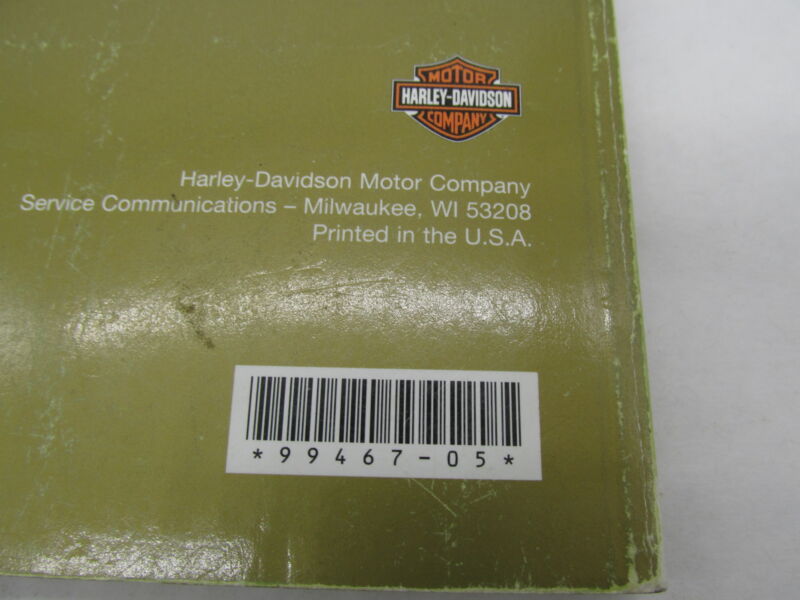 MOTOR
HARLEY-DAVIDSON
COMPANY
Harley-Davidson Motor Company
Service Communications – Milwaukee, WI 53208
Printed in the U.S.A.
*99467-05*